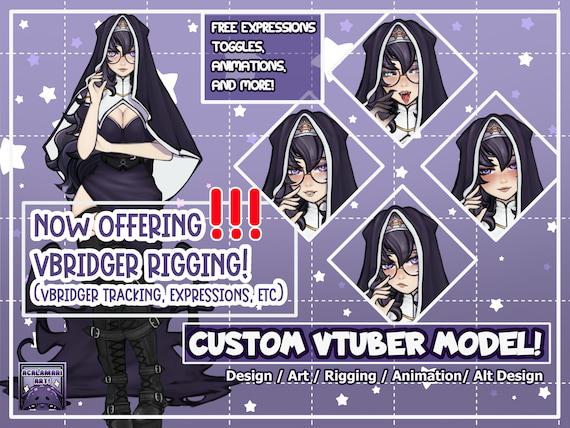 FREE EXPRESSIONS
TOGGLES,
ANIMATIONS,
AND MORE!
NOW OFFERING !!!
VBRIDGER RIGGING!
(VBRIDGER TRACKING, EXPRESSIONS, ETC)
CUSTOM VTUBER MODEL!
Design / Art / Rigging / Animation/ Alt Design
ACALAMARI
ART!